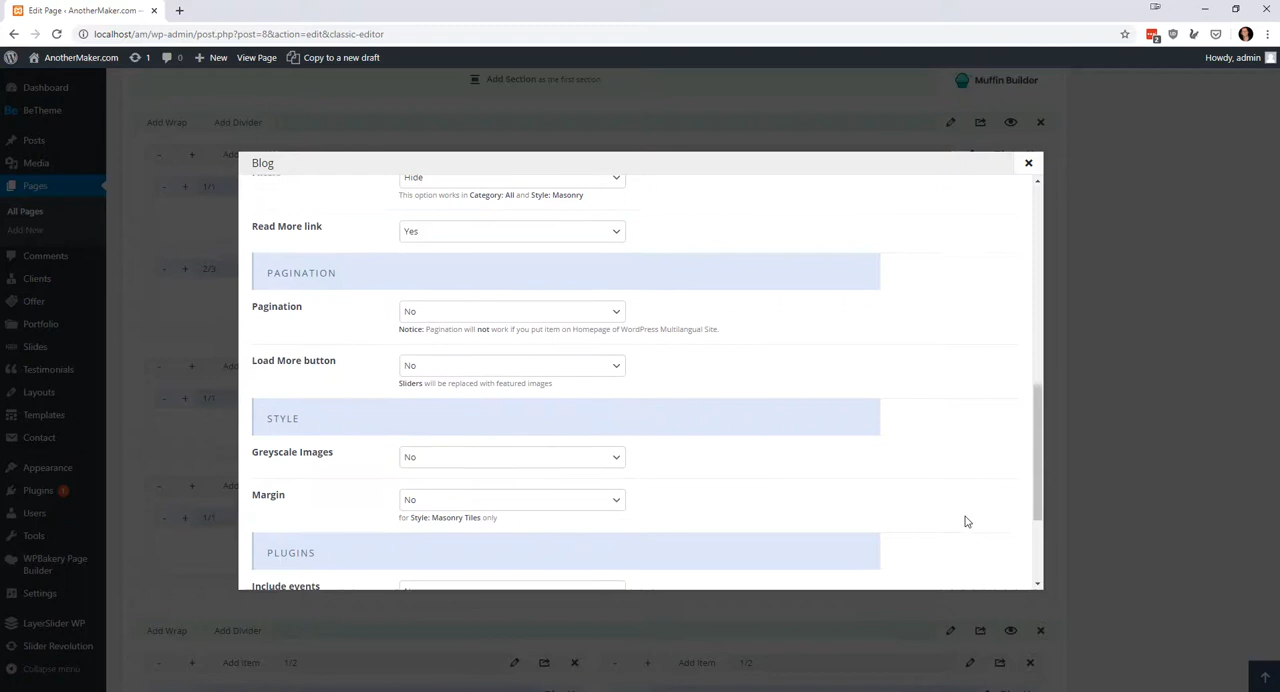 Edit Page ‹ AnotherMaker.com
localhost/am/wp-admin/post.php?post=8&action=edit&classic-editor
2
AnotherMaker.com 1 0 New View Page Copy to a new draft Howdy, admin
Dashboard
BeTheme
Posts
Media
Pages
All Pages
Add New
Comments
Clients
Offer
Portfolio
Slides
Testimonials
Layouts
Templates
Contact
Appearance
Plugins 1
Users
Tools
WPBakery Page
Builder
Settings
LayerSlider WP
Slider Revolution
Collapse menu
Add Section as the first section
Muffin Builder
Add Wrap Add Divider
- + Add
- + 1/1
- + 2/3
- + Add
- + 1/1
- + Add
- + 1/1
Blog
Hide
This option works in Category: All and Style: Masonry
Read More link Yes
PAGINATION
Pagination No
Notice: Pagination will not work if you put item on Homepage of WordPress Multilangual Site.
Load More button No
Sliders will be replaced with featured images
STYLE
Greyscale Images No
Margin No
for Style: Masonry Tiles only
PLUGINS
Include events
Add Wrap Add Divider
- + Add Item 1/2 - + Add Item 1/2